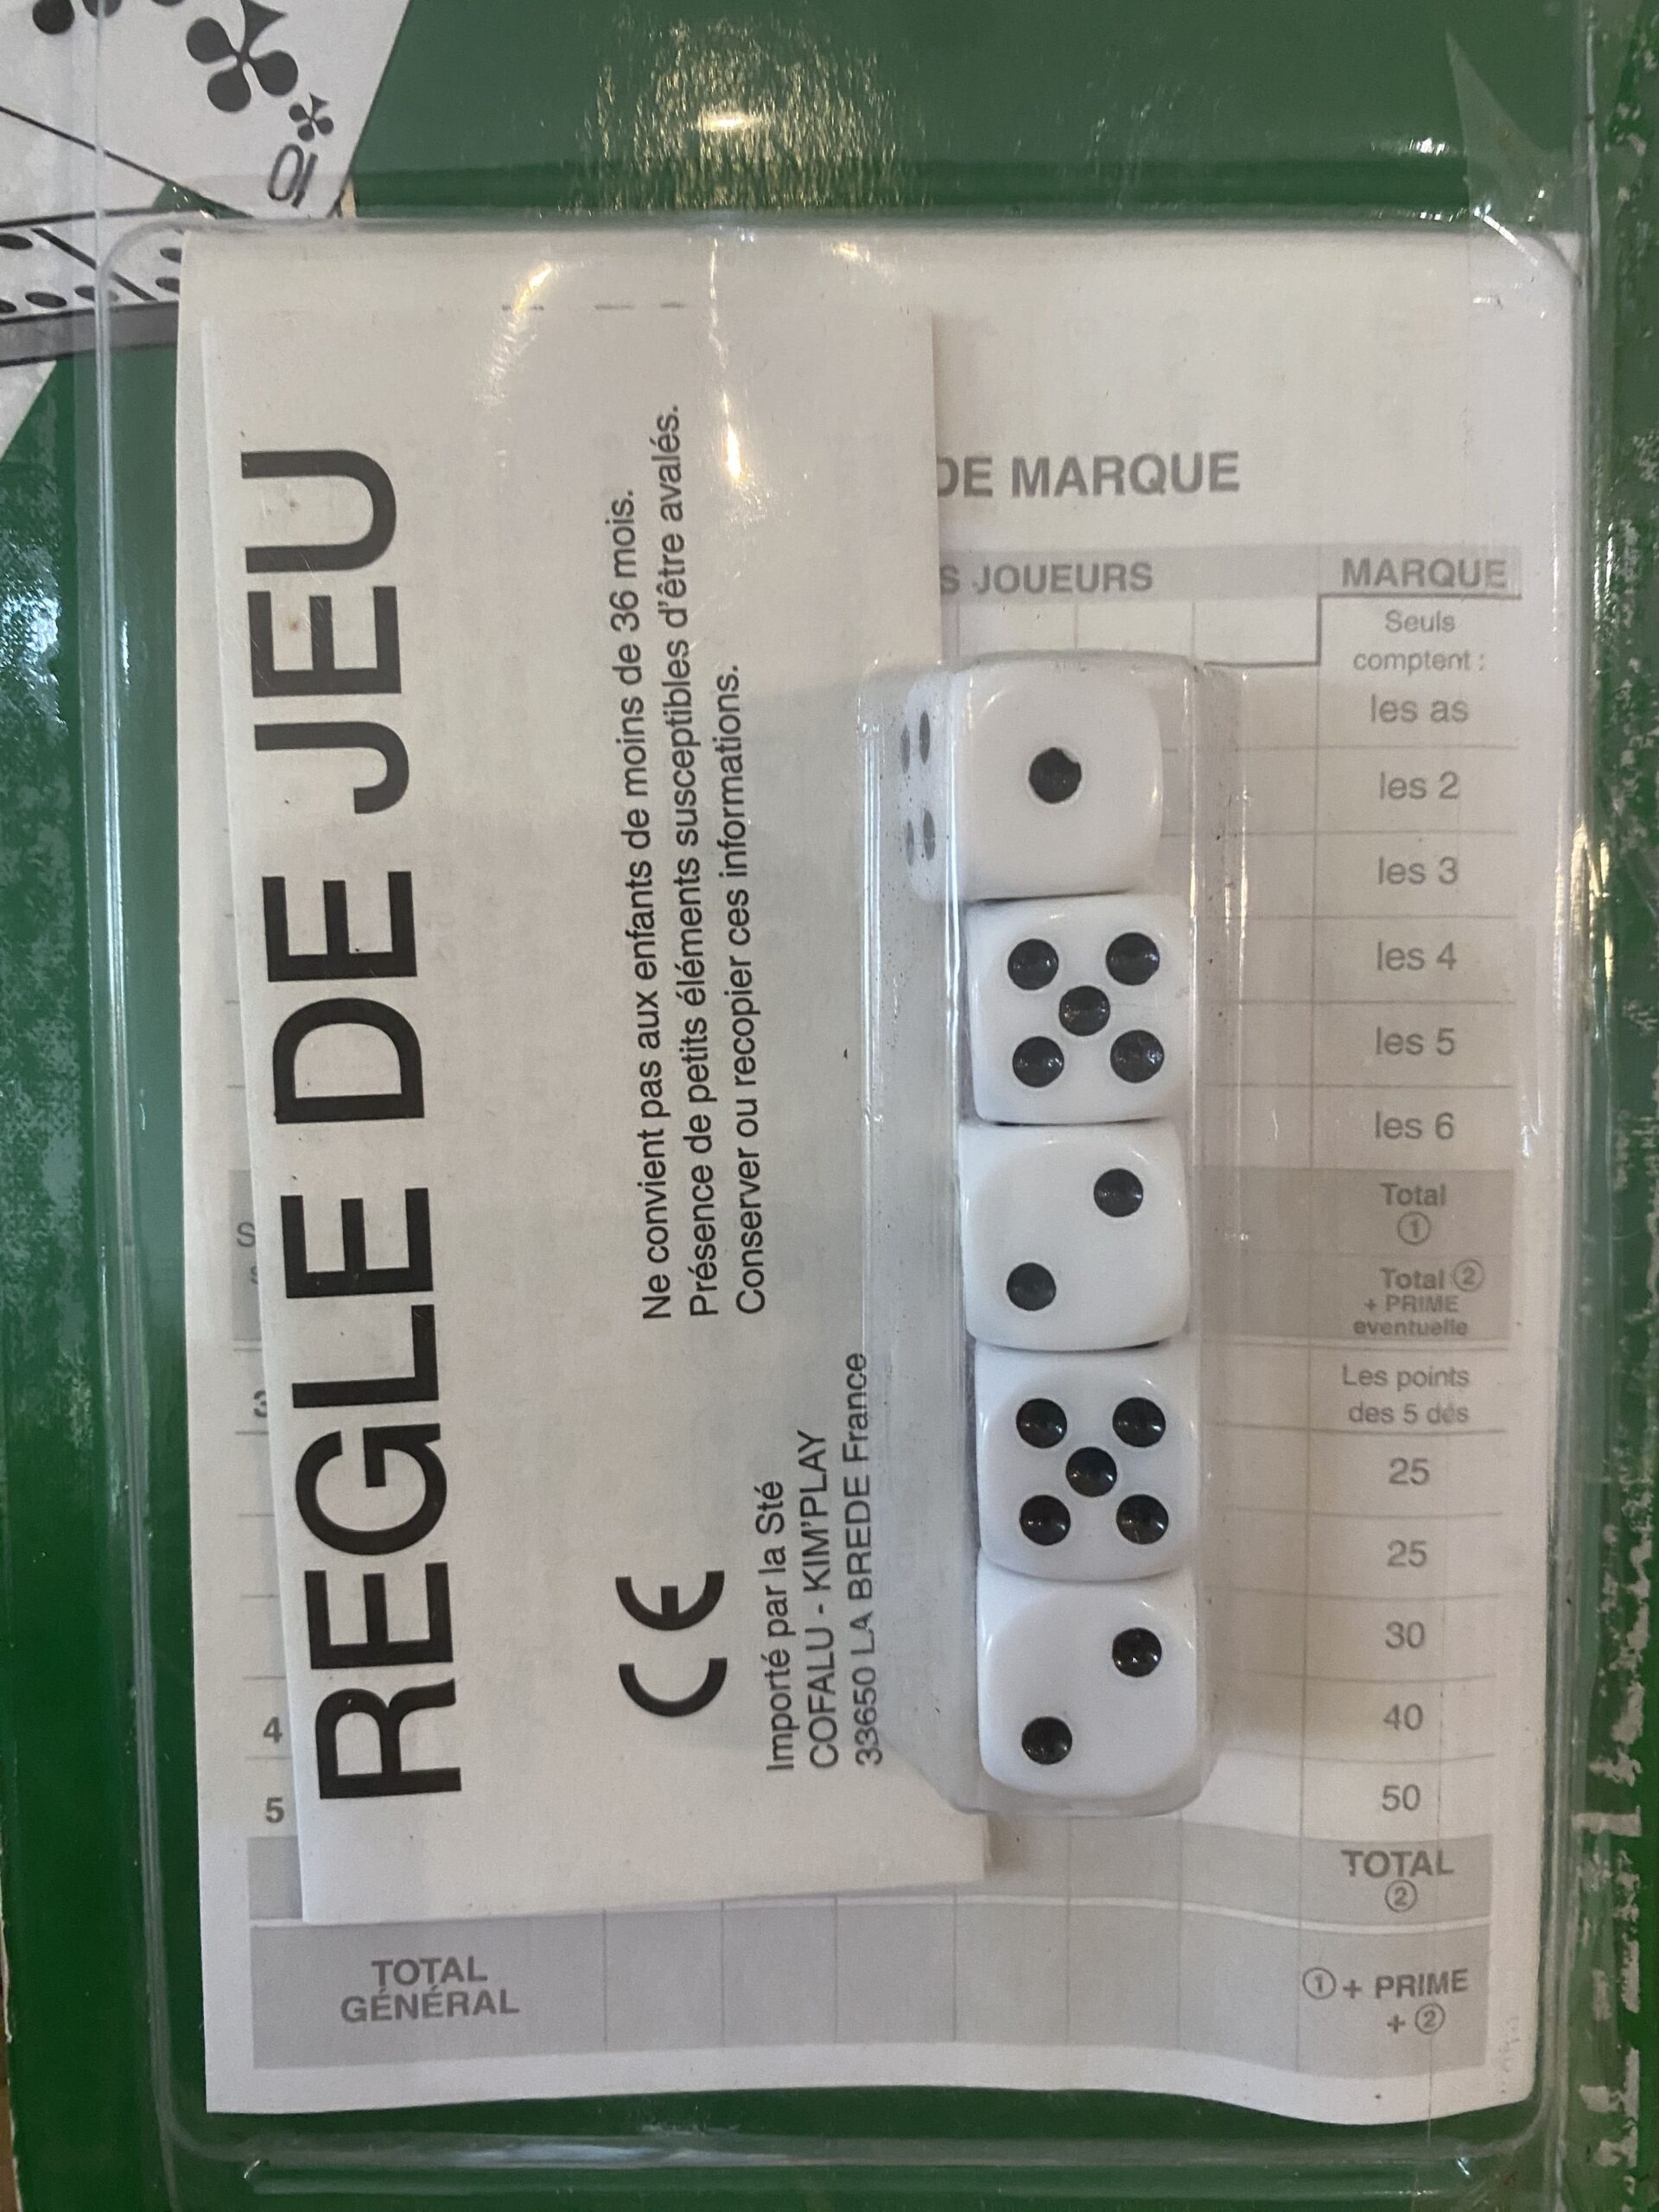 REGLE DE JEU
Ne convient pas aux enfants de moins de 36 mois.
Présence de petits éléments susceptibles d'être avalés.
Conserver ou recopier ces informations.
CE
Importé par la Sté
COFALU - KIM'PLAY
33650 LA BREDE France
DE MARQUE
S JOUEURS
MARQUE
Seuls
comptent :
les as
les 2
les 3
les 4
les 5
les 6
Total
①
Total ②
+ PRIME
eventuelle
Les points
des 5 dés
25
25
30
4
40
5
50
TOTAL
②
TOTAL
GÉNÉRAL
① + PRIME
+ ②